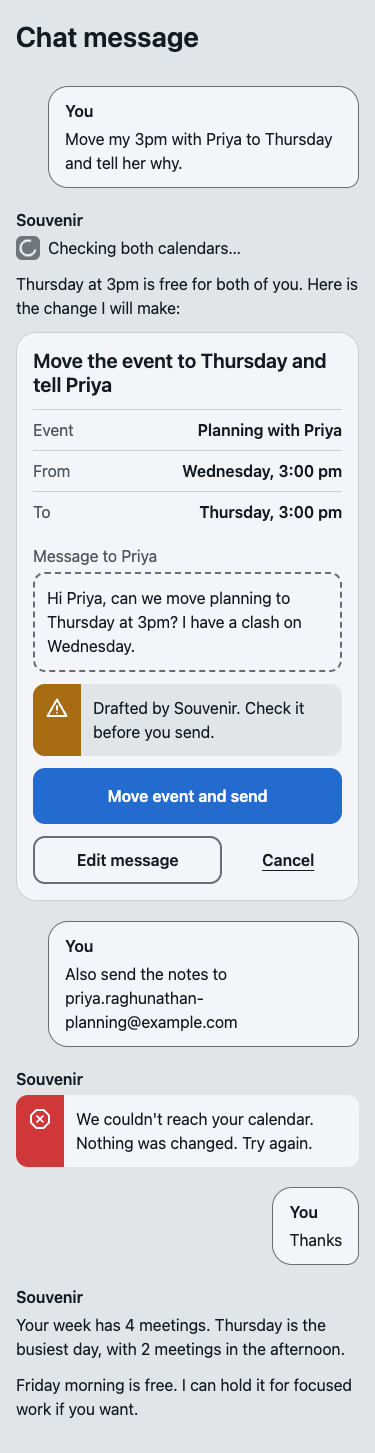 Chat message
You
Move my 3pm with Priya to Thursday
and tell her why.
Souvenir
Checking both calendars...
Thursday at 3pm is free for both of you. Here is
the change I will make:
Move the event to Thursday and
tell Priya
Event Planning with Priya
From Wednesday, 3:00 pm
To Thursday, 3:00 pm
Message to Priya
Hi Priya, can we move planning to
Thursday at 3pm? I have a clash on
Wednesday.
Drafted by Souvenir. Check it
before you send.
Move event and send
Edit message Cancel
You
Also send the notes to
priya.raghunathan-
planning@example.com
Souvenir
We couldn't reach your calendar.
Nothing was changed. Try again.
You
Thanks
Souvenir
Your week has 4 meetings. Thursday is the
busiest day, with 2 meetings in the afternoon.
Friday morning is free. I can hold it for focused
work if you want.